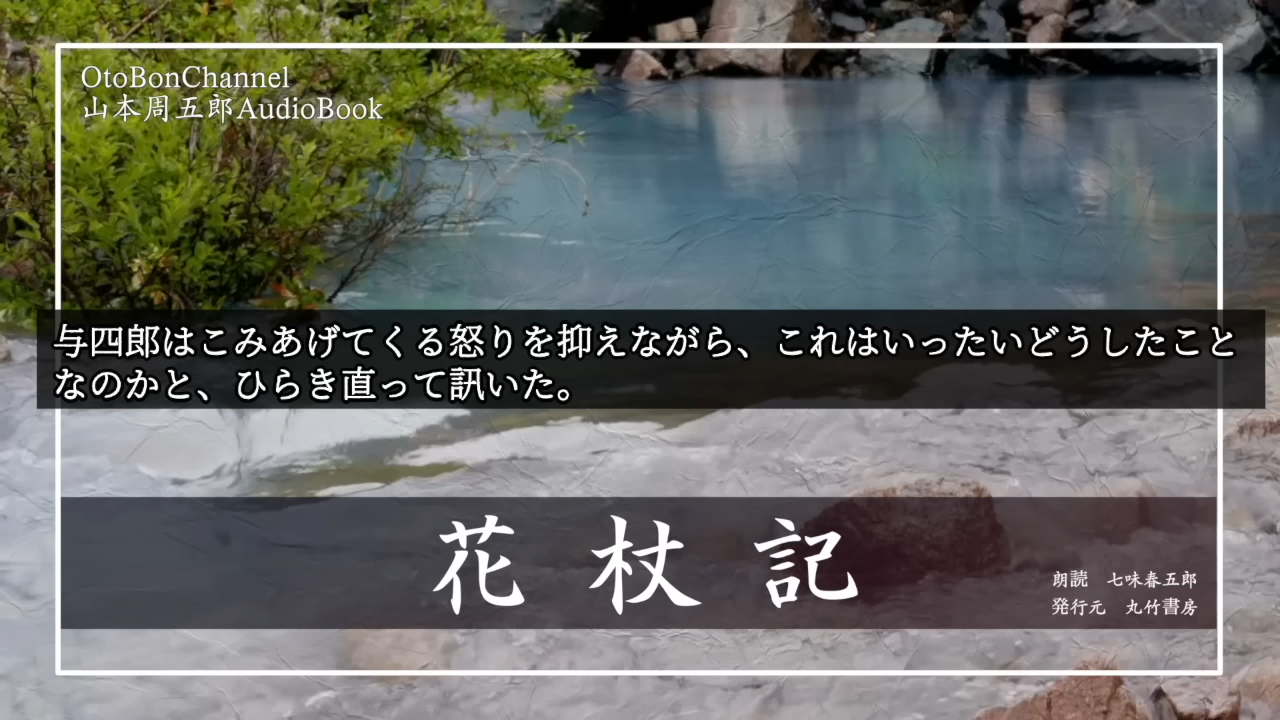 OtoBonChannel
山本周五郎AudioBook
与四郎はこみあげてくる怒りを抑えながら、これはいったいどうしたこと
なのかと、ひらき直って訊いた。
花杖記
朗読　七味春五郎
発行元　丸竹書房